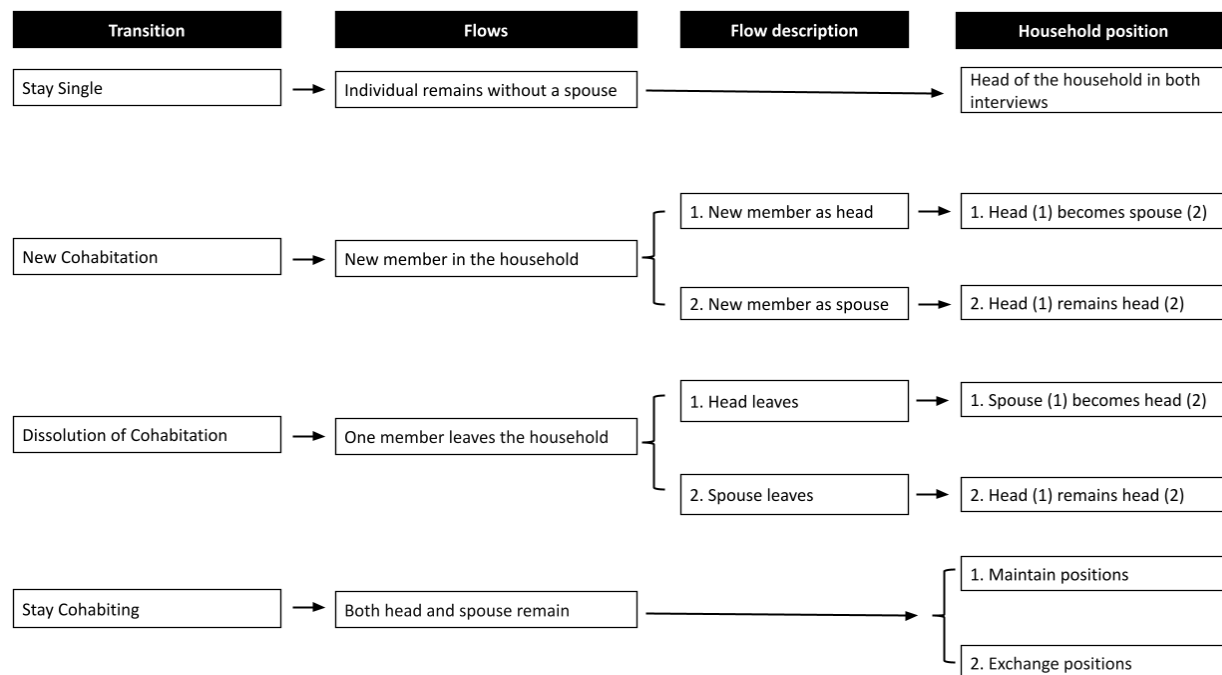 Transition
Flows
Flow description
Household position
Stay Single
Individual remains without a spouse
Head of the household in both
interviews
New Cohabitation
New member in the household
1. New member as head
1. Head (1) becomes spouse (2)
2. New member as spouse
2. Head (1) remains head (2)
Dissolution of Cohabitation
One member leaves the household
1. Head leaves
1. Spouse (1) becomes head (2)
2. Spouse leaves
2. Head (1) remains head (2)
Stay Cohabiting
Both head and spouse remain
1. Maintain positions
2. Exchange positions